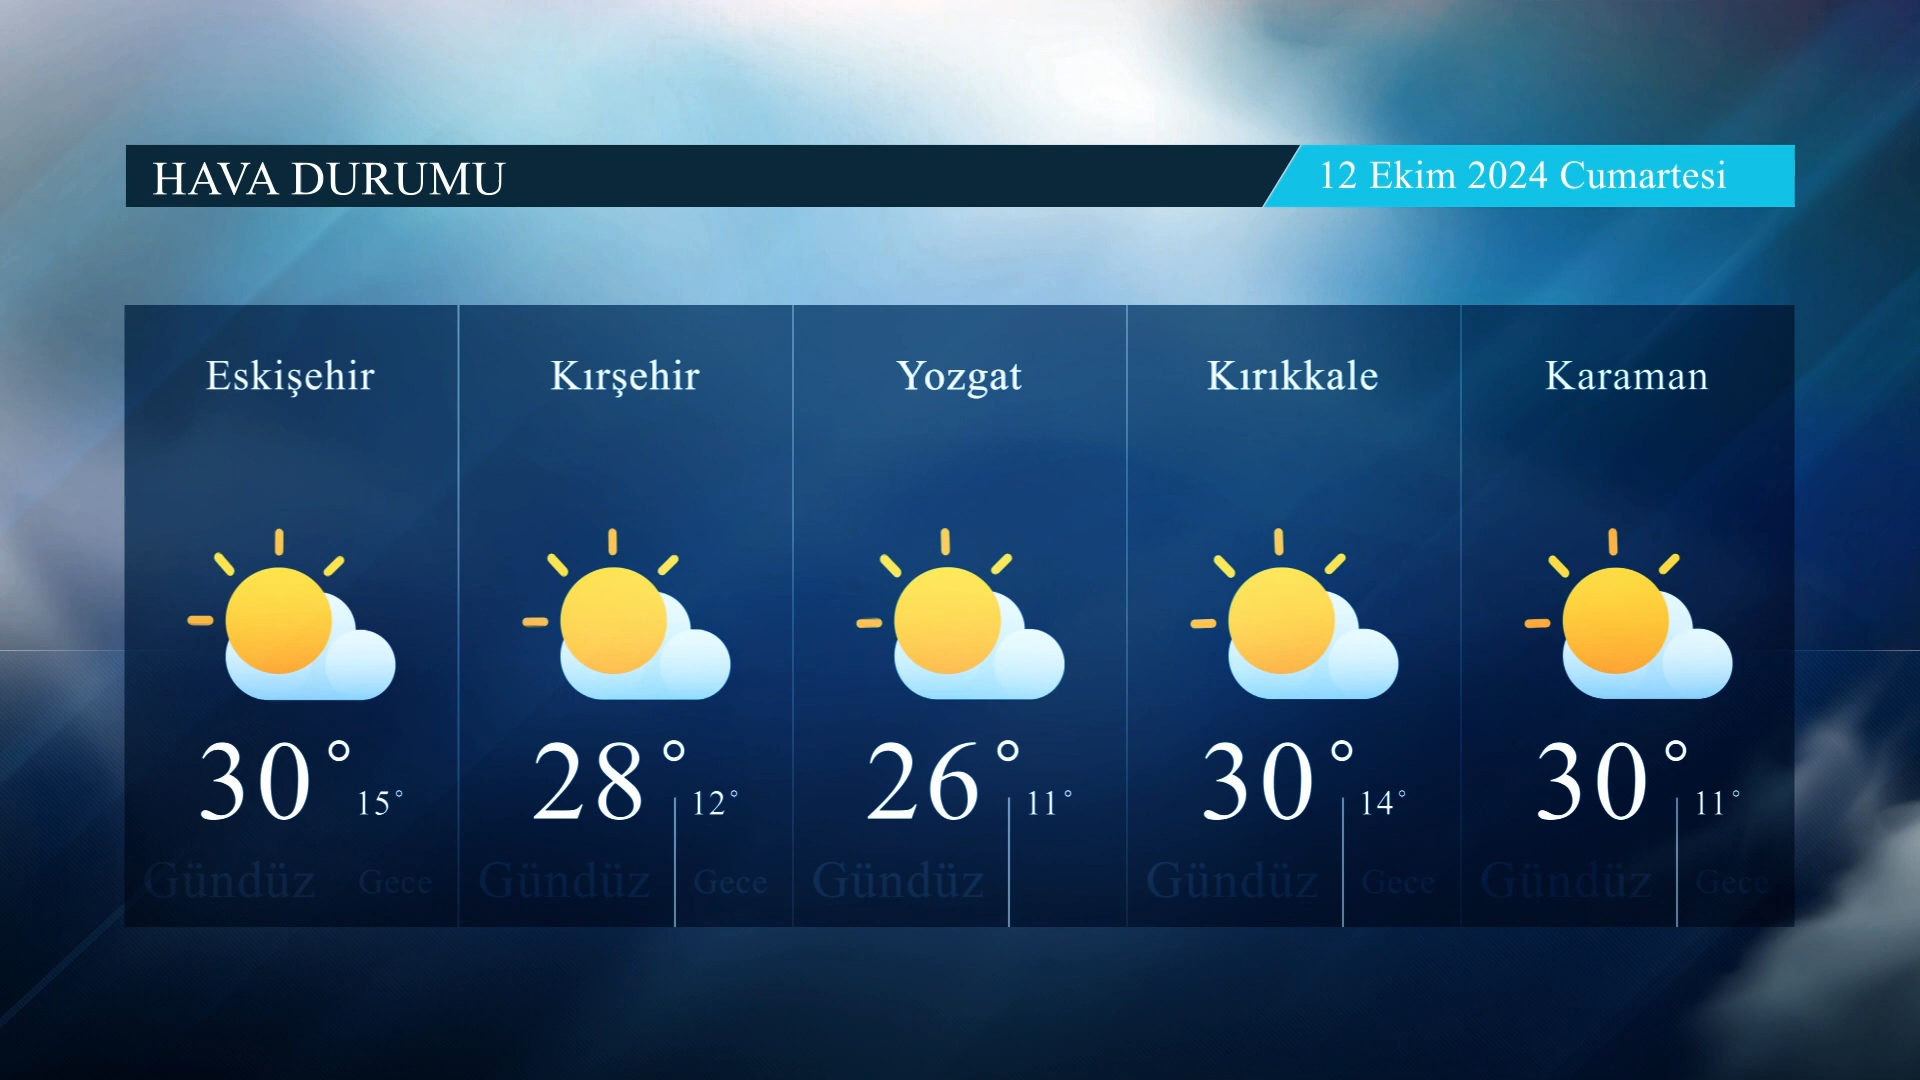 HAVA DURUMU
12 Ekim 2024 Cumartesi
Eskişehir
30° 15°
Gündüz Gece
Kırşehir
28° 12°
Gündüz Gece
Yozgat
26° 11°
Gündüz
Kırıkkale
30° 14°
Gündüz Gece
Karaman
30° 11°
Gündüz Gece